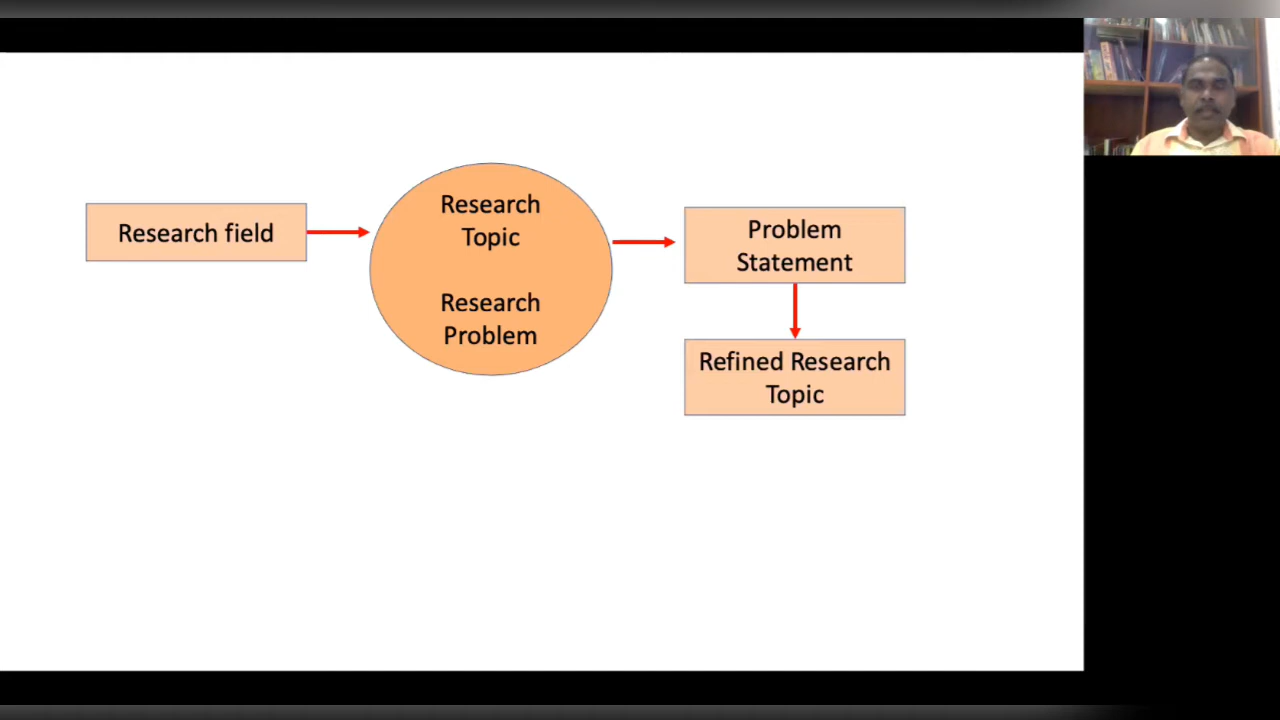 Research field
Research
Topic
Research
Problem
Problem
Statement
Refined Research
Topic